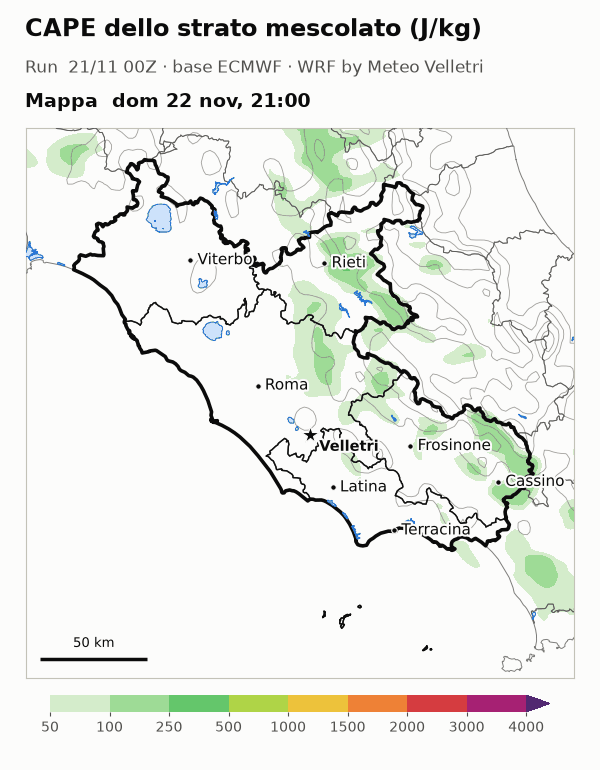 CAPE dello strato mescolato (J/kg)
Run 21/11 00Z · base ECMWF · WRF by Meteo Velletri
Mappa dom 22 nov, 21:00
Viterbo
Rieti
Roma
Velletri
Frosinone
Latina
Cassino
Terracina
50 km
50 100 250 500 1000 1500 2000 3000 4000